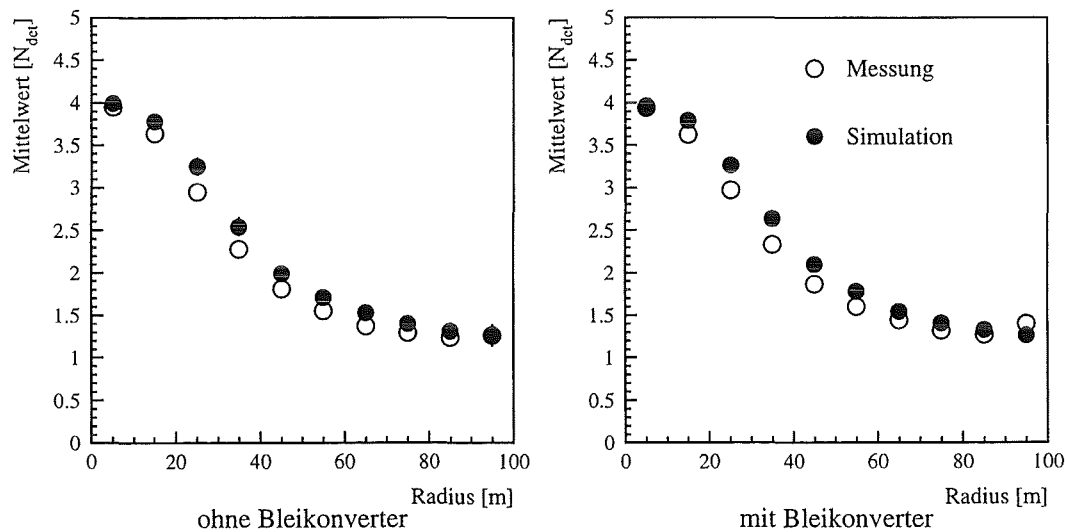 Mittelwert [N_det]
5
4.5
4
3.5
3
2.5
2
1.5
1
0.5
0
0 20 40 60 80 100
Radius [m]
ohne Bleikonverter
Mittelwert [N_det]
5
4.5
4
3.5
3
2.5
2
1.5
1
0.5
0
Messung
Simulation
0 20 40 60 80 100
Radius [m]
mit Bleikonverter